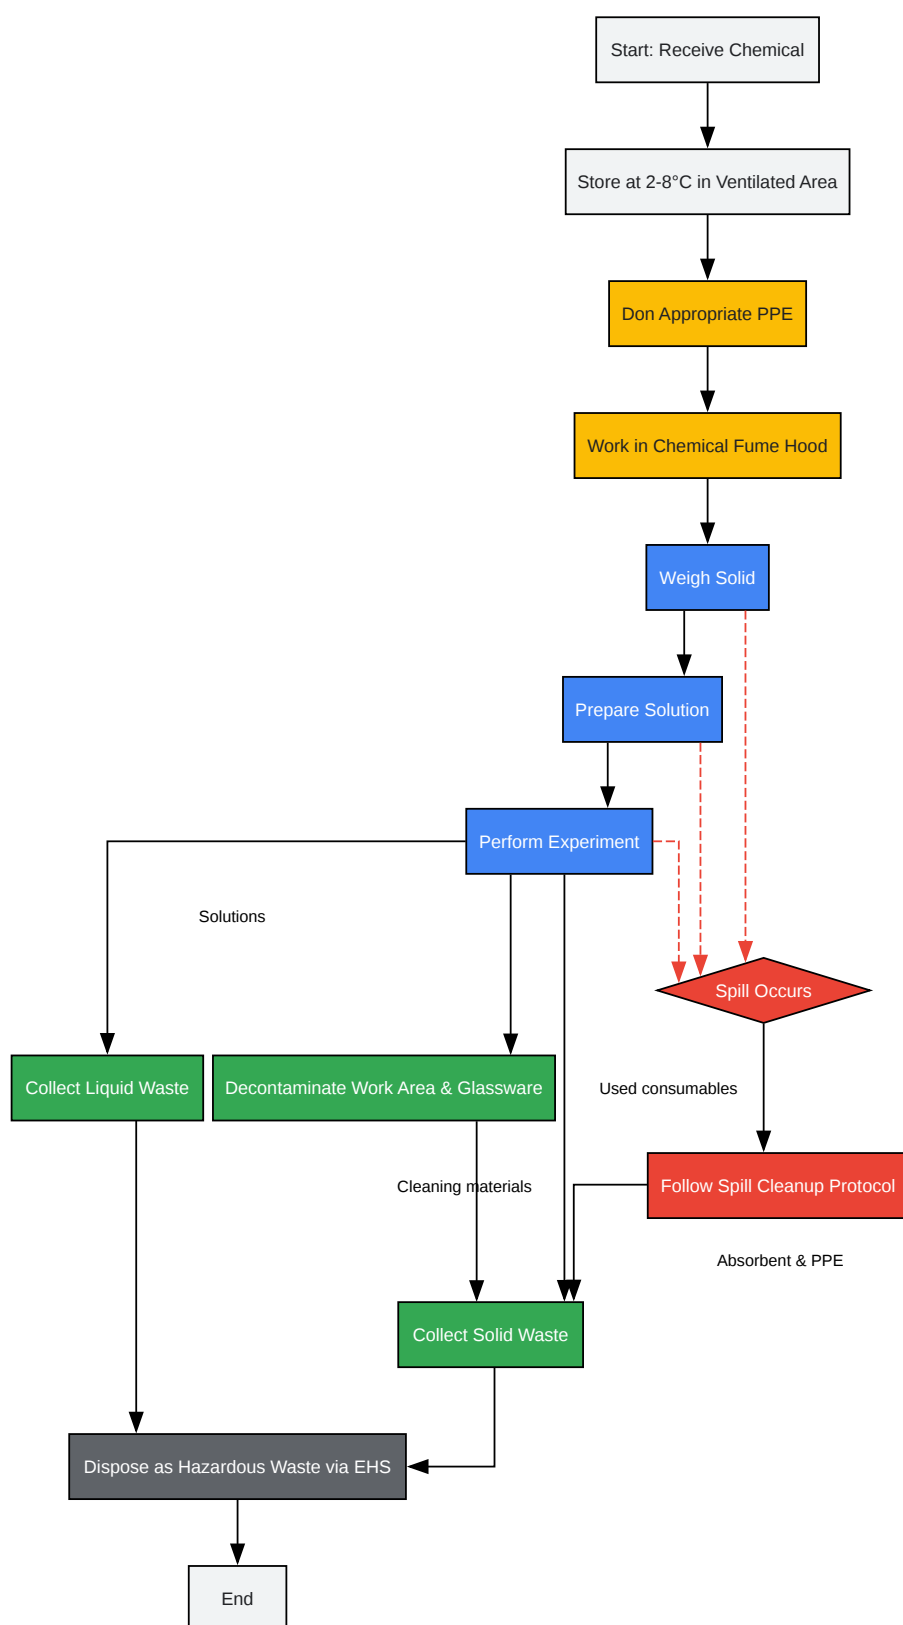 Start: Receive Chemical
Store at 2-8°C in Ventilated Area
Don Appropriate PPE
Work in Chemical Fume Hood
Weigh Solid
Prepare Solution
Perform Experiment
Solutions
Spill Occurs
Collect Liquid Waste
Decontaminate Work Area & Glassware
Used consumables
Cleaning materials
Follow Spill Cleanup Protocol
Absorbent & PPE
Collect Solid Waste
Dispose as Hazardous Waste via EHS
End